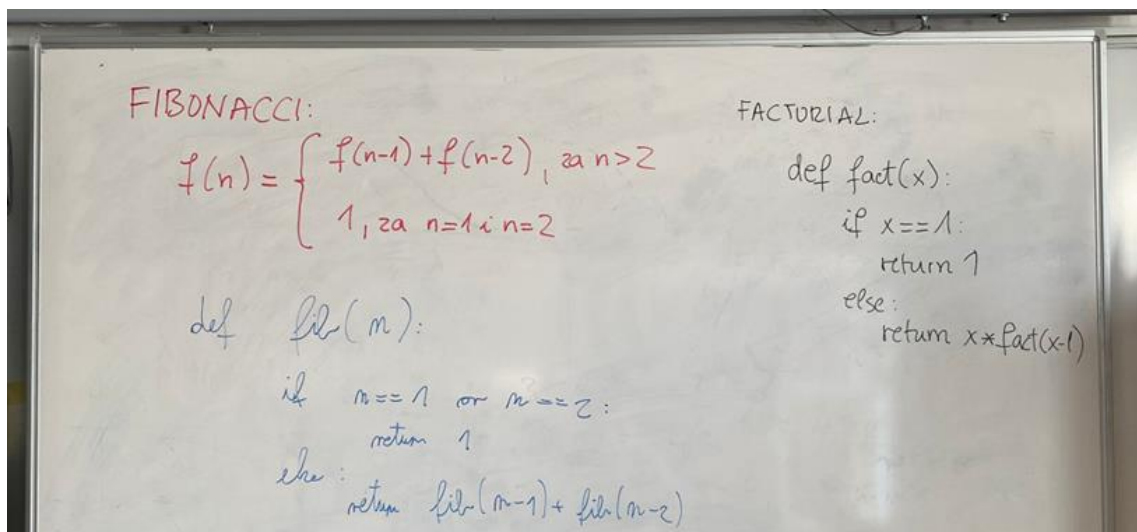 FIBONACCI:
f(n) = { f(n-1) + f(n-2), za n>2
1, za n=1 i n=2
def fib(n):
if n==1 or n==2:
return 1
else:
return fib(n-1)+ fib(n-2)
FACTORIAL:
def fact(x):
if x==1:
return 1
else:
return x*fact(x-1)